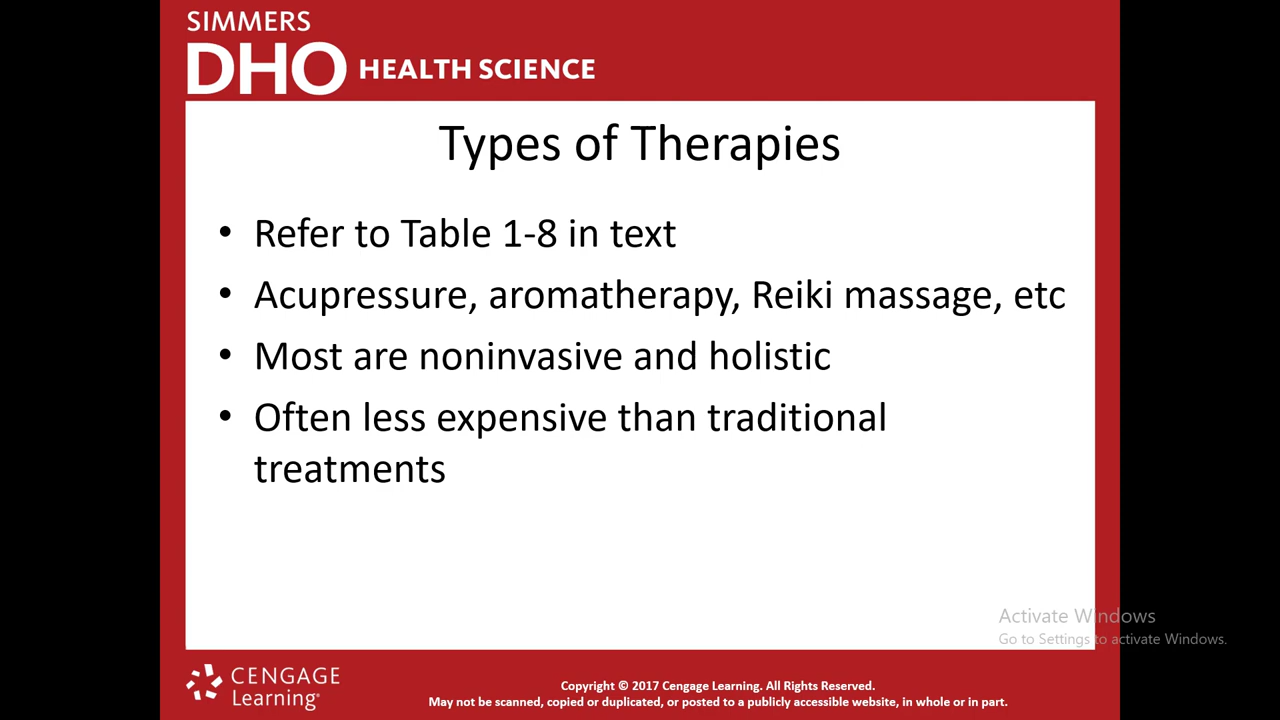 SIMMERS
DHO HEALTH SCIENCE
Types of Therapies
• Refer to Table 1-8 in text
• Acupressure, aromatherapy, Reiki massage, etc
• Most are noninvasive and holistic
• Often less expensive than traditional
treatments
Activate Windows
Go to Settings to activate Windows.
CENGAGE
Learning®
Copyright © 2017 Cengage Learning. All Rights Reserved.
May not be scanned, copied or duplicated, or posted to a publicly accessible website, in whole or in part.